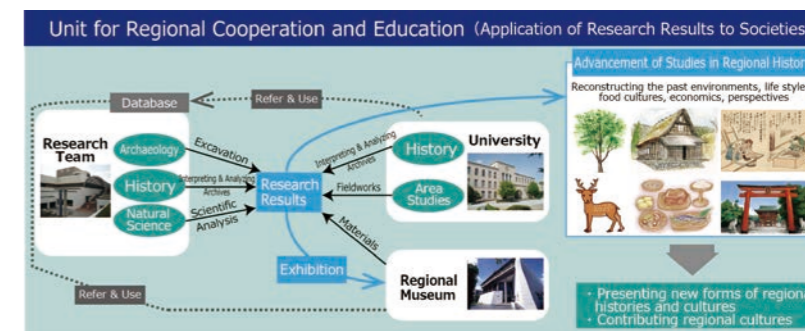 Unit for Regional Cooperation and Education (Application of Research Results to Societies
Database
Refer & Use
Research
Team
Archaeology
History
Natural
Science
Excavation
Interpreting & Analyzing
Archives
Scientific
Analysis
Research
Results
Interpreting & Analyzing
Archives
Fieldworks
Materials
University
History
Area
Studies
Exhibition
Regional
Museum
Refer & Use
Advancement of Studies in Regional Histor
Reconstructing the past environments, life style
food cultures, economics, perspectives
· Presenting new forms of regiona
histories and cultures
· Contributing regional cultures